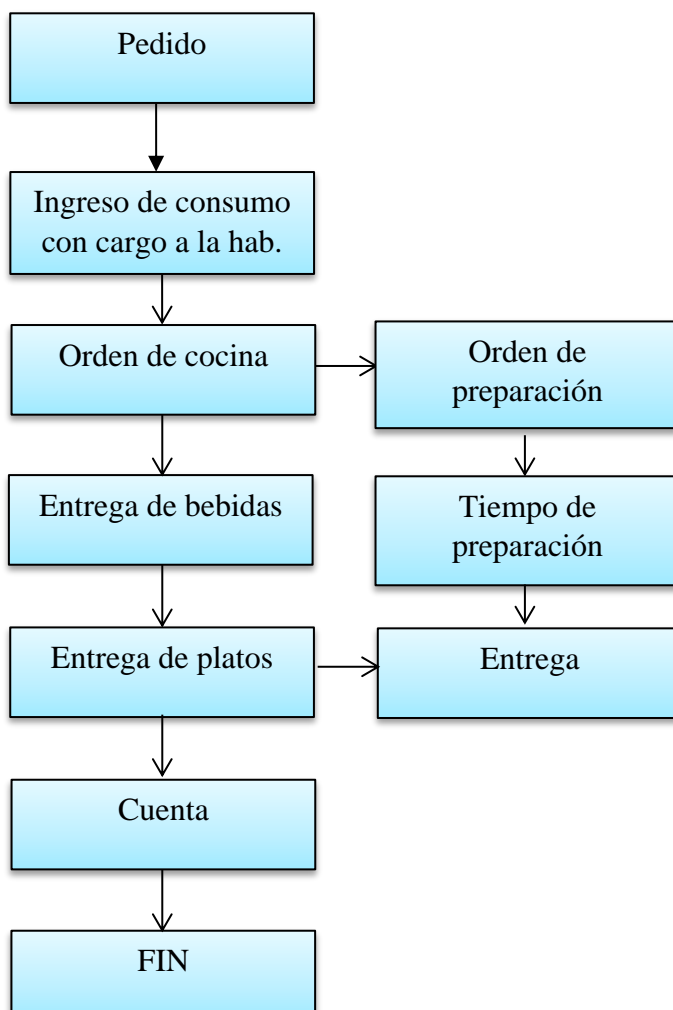 Pedido
Ingreso de consumo
con cargo a la hab.
Orden de cocina
Orden de
preparación
Entrega de bebidas
Tiempo de
preparación
Entrega de platos
Entrega
Cuenta
FIN